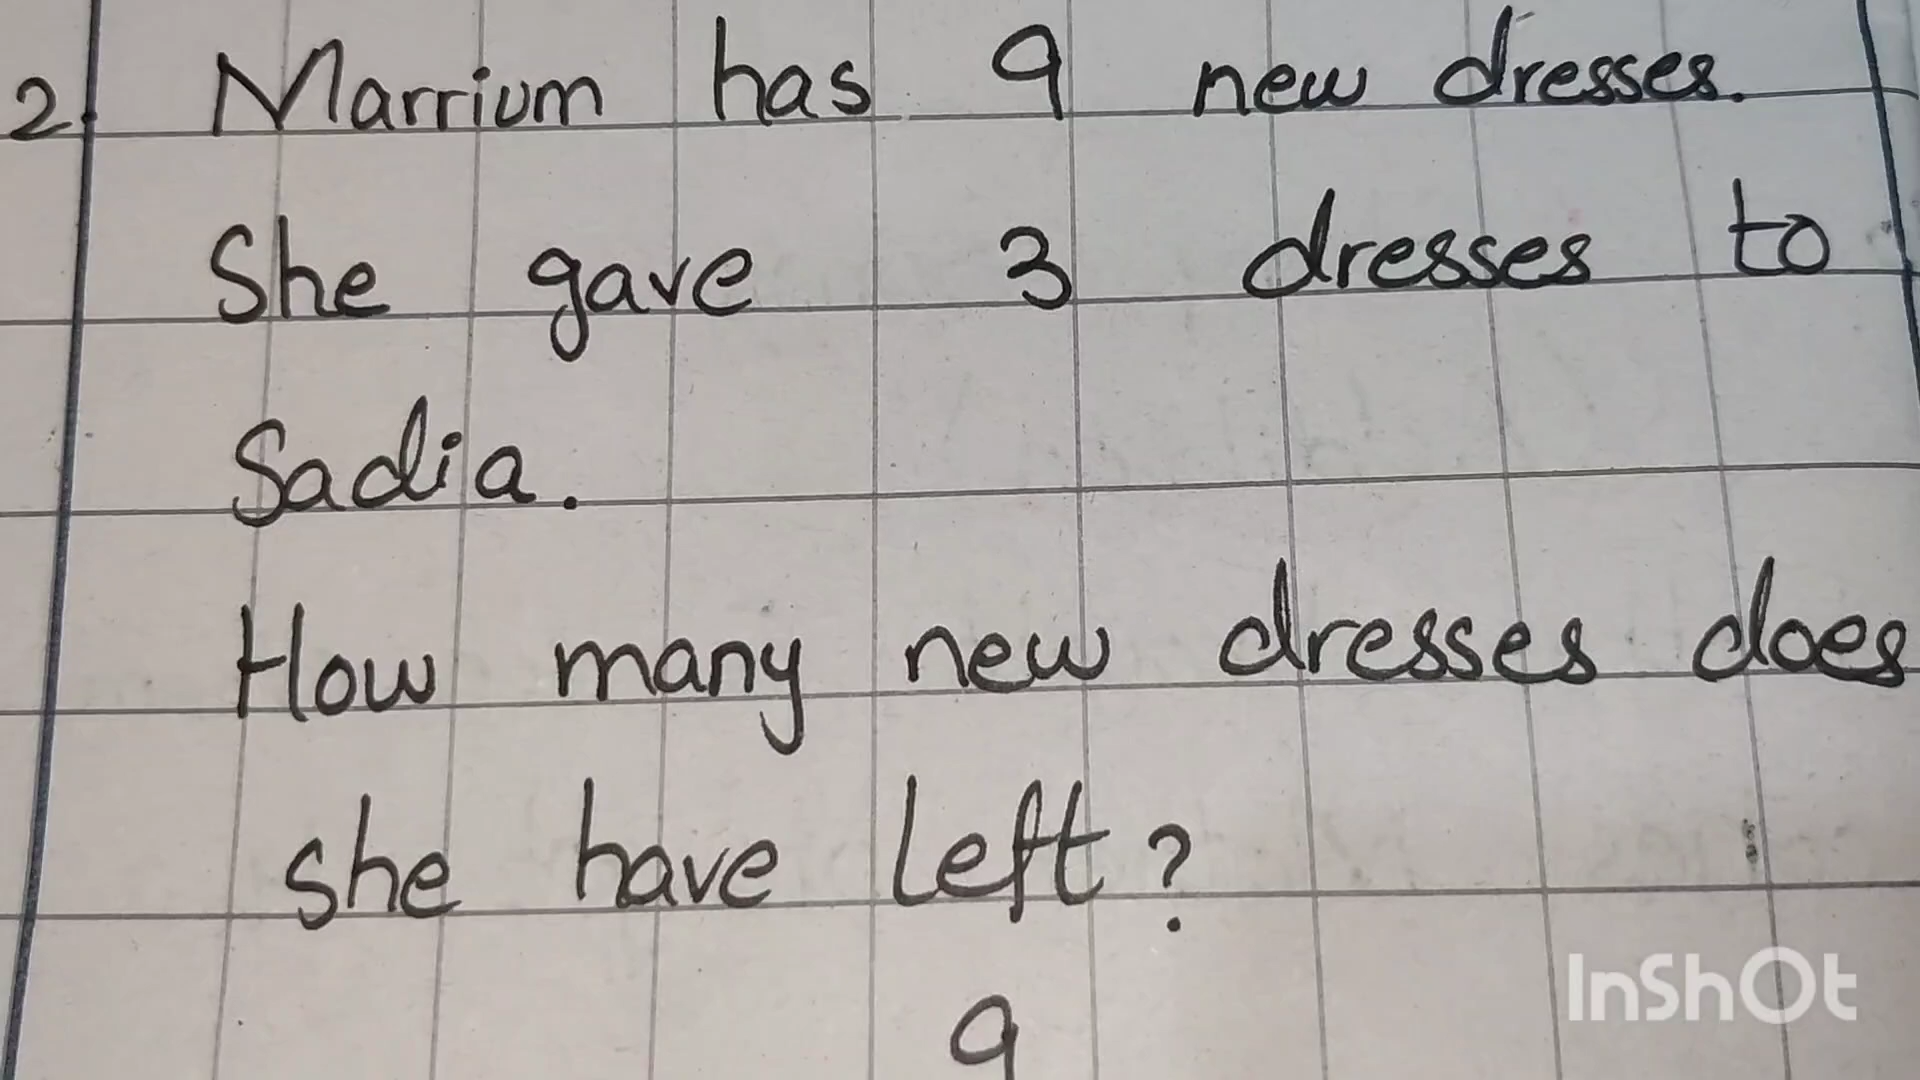 2. Marrium has 9 new dresses.
She gave 3 dresses to
Sadia.
How many new dresses does
she have left?
9
InShOt